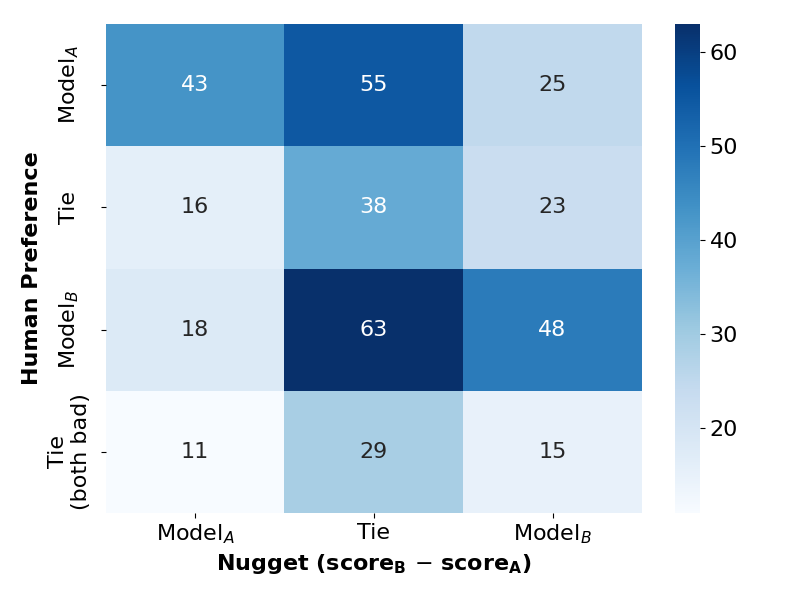 Human Preference
Model_A
43 55 25
Tie
16 38 23
Model_B
18 63 48
Tie
(both bad)
11 29 15
Model_A Tie Model_B
Nugget (score_B − score_A)
60
50
40
30
20